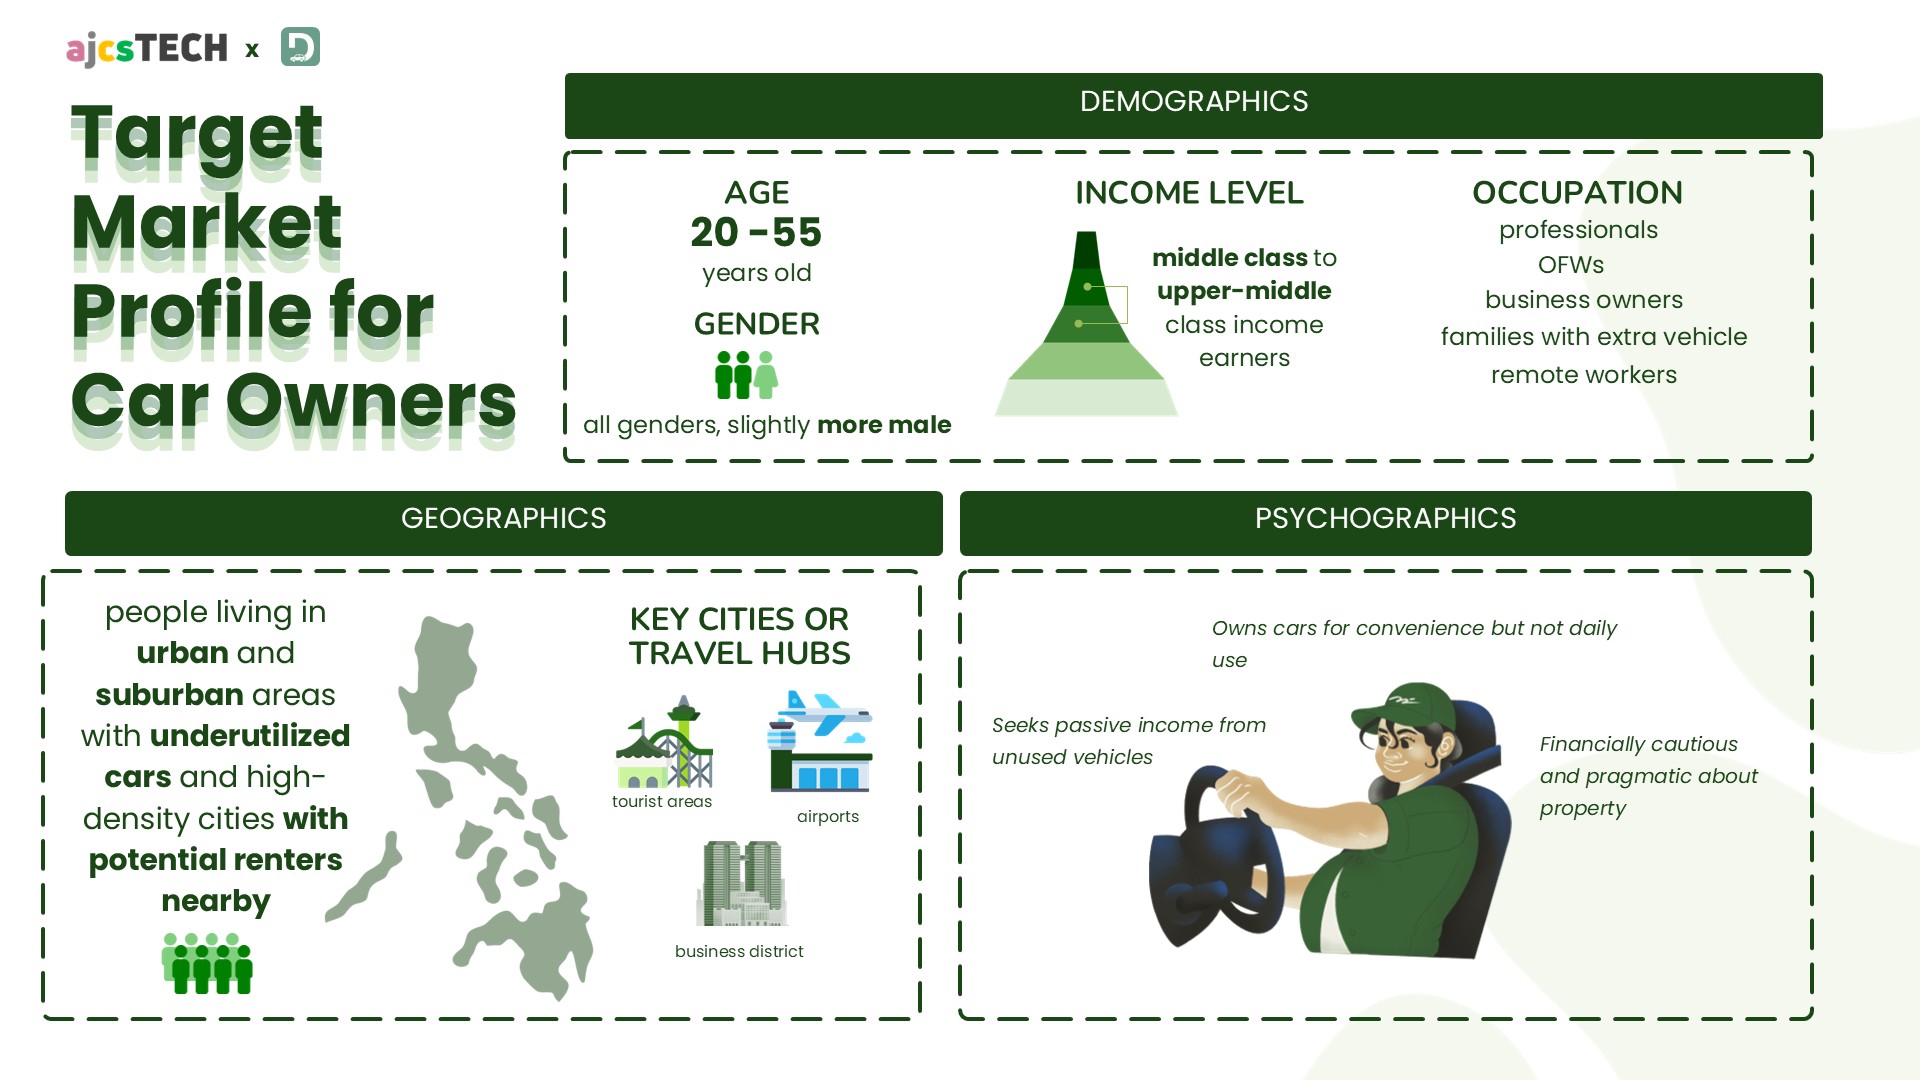 ajcsTECH x D
Target
Market
Profile for
Car Owners
DEMOGRAPHICS
AGE
20 -55
years old
GENDER
all genders, slightly more male
INCOME LEVEL
middle class to
upper-middle
class income
earners
OCCUPATION
professionals
OFWs
business owners
families with extra vehicle
remote workers
GEOGRAPHICS
people living in
urban and
suburban areas
with underutilized
cars and high-
density cities with
potential renters
nearby
KEY CITIES OR
TRAVEL HUBS
tourist areas
airports
business district
PSYCHOGRAPHICS
Owns cars for convenience but not daily
use
Seeks passive income from
unused vehicles
Financially cautious
and pragmatic about
property